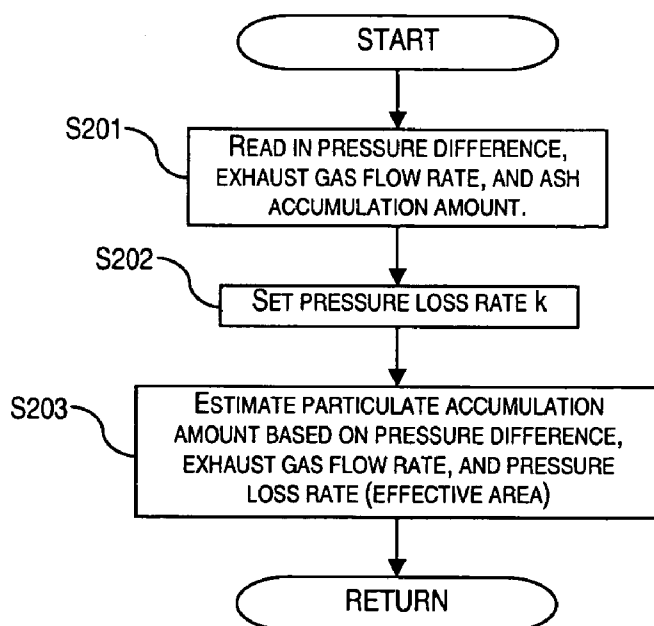 START
S201
READ IN PRESSURE DIFFERENCE,
EXHAUST GAS FLOW RATE, AND ASH
ACCUMULATION AMOUNT.
S202
SET PRESSURE LOSS RATE k
S203
ESTIMATE PARTICULATE ACCUMULATION
AMOUNT BASED ON PRESSURE DIFFERENCE,
EXHAUST GAS FLOW RATE, AND PRESSURE
LOSS RATE (EFFECTIVE AREA)
RETURN